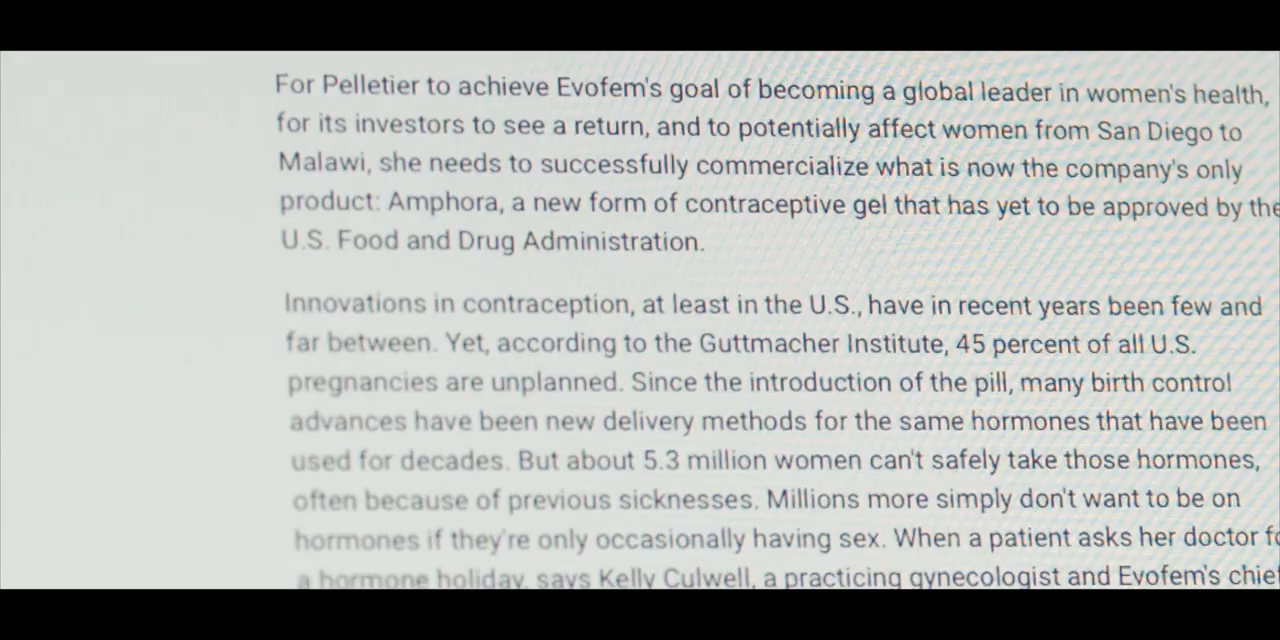 For Pelletier to achieve Evofem's goal of becoming a global leader in women's health,
for its investors to see a return, and to potentially affect women from San Diego to
Malawi, she needs to successfully commercialize what is now the company's only
product: Amphora, a new form of contraceptive gel that has yet to be approved by the
U.S. Food and Drug Administration.
Innovations in contraception, at least in the U.S., have in recent years been few and
far between. Yet, according to the Guttmacher Institute, 45 percent of all U.S.
pregnancies are unplanned. Since the introduction of the pill, many birth control
advances have been new delivery methods for the same hormones that have been
used for decades. But about 5.3 million women can't safely take those hormones,
often because of previous sicknesses. Millions more simply don't want to be on
hormones if they're only occasionally having sex. When a patient asks her doctor fo
a hormone holiday, says Kelly Culwell, a practicing gynecologist and Evofem's chief